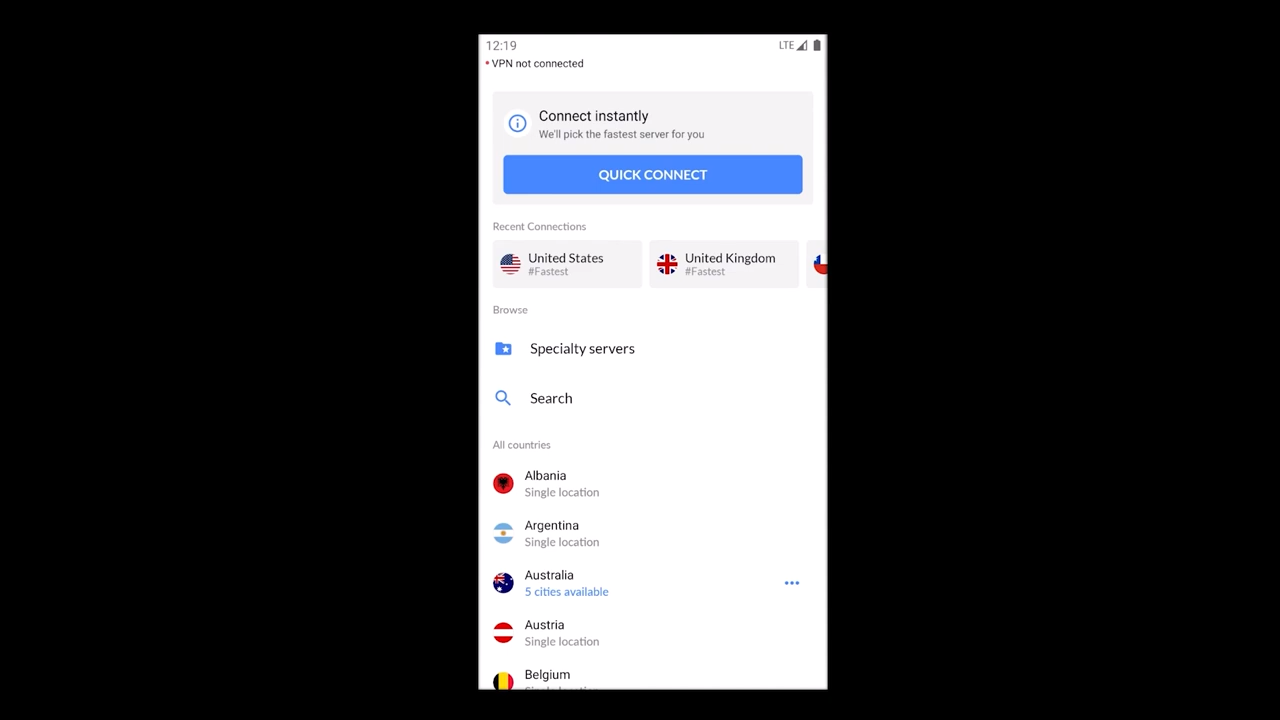 12:19
LTE
VPN not connected
Connect instantly
We'll pick the fastest server for you
QUICK CONNECT
Recent Connections
United States
#Fastest
United Kingdom
#Fastest
Browse
Specialty servers
Search
All countries
Albania
Single location
Argentina
Single location
Australia
5 cities available
Austria
Single location
Belgium